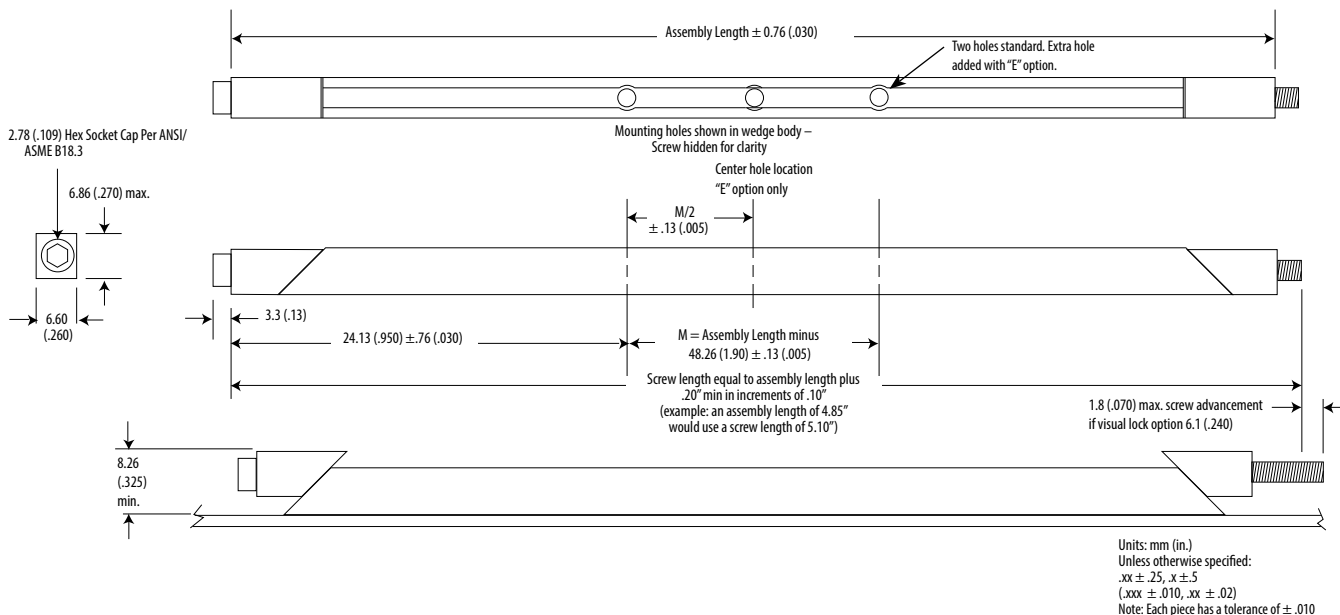 Assembly Length ± 0.76 (.030)
Two holes standard. Extra hole
added with “E” option.
2.78 (.109) Hex Socket Cap Per ANSI/
ASME B18.3
Mounting holes shown in wedge body –
Screw hidden for clarity
Center hole location
“E” option only
6.86 (.270) max.
M/2
± .13 (.005)
6.60
(.260)
3.3 (.13)
24.13 (.950) ±.76 (.030)
M = Assembly Length minus
48.26 (1.90) ± .13 (.005)
Screw length equal to assembly length plus
.20” min in increments of .10”
(example: an assembly length of 4.85”
would use a screw length of 5.10”)
1.8 (.070) max. screw advancement
if visual lock option 6.1 (.240)
8.26
(.325)
min.
Units: mm (in.)
Unless otherwise specified:
.xx ± .25, .x ±.5
(.xxx ± .010, .xx ± .02)
Note: Each piece has a tolerance of ± .010